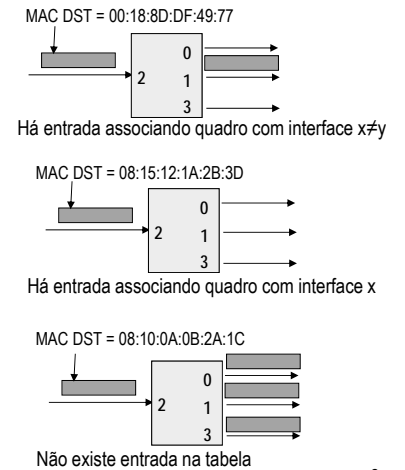 MAC DST = 00:18:8D:DF:49:77
0
2
1
3
Há entrada associando quadro com interface x≠y
MAC DST = 08:15:12:1A:2B:3D
0
2
1
3
Há entrada associando quadro com interface x
MAC DST = 08:10:0A:0B:2A:1C
0
2
1
3
Não existe entrada na tabela